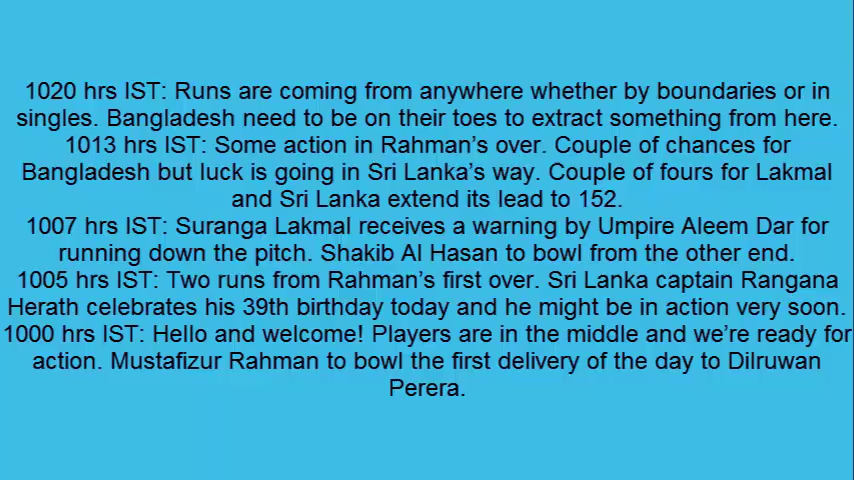 1020 hrs IST: Runs are coming from anywhere whether by boundaries or in
singles. Bangladesh need to be on their toes to extract something from here.
1013 hrs IST: Some action in Rahman’s over. Couple of chances for
Bangladesh but luck is going in Sri Lanka’s way. Couple of fours for Lakmal
and Sri Lanka extend its lead to 152.
1007 hrs IST: Suranga Lakmal receives a warning by Umpire Aleem Dar for
running down the pitch. Shakib Al Hasan to bowl from the other end.
1005 hrs IST: Two runs from Rahman’s first over. Sri Lanka captain Rangana
Herath celebrates his 39th birthday today and he might be in action very soon.
1000 hrs IST: Hello and welcome! Players are in the middle and we’re ready for
action. Mustafizur Rahman to bowl the first delivery of the day to Dilruwan
Perera.